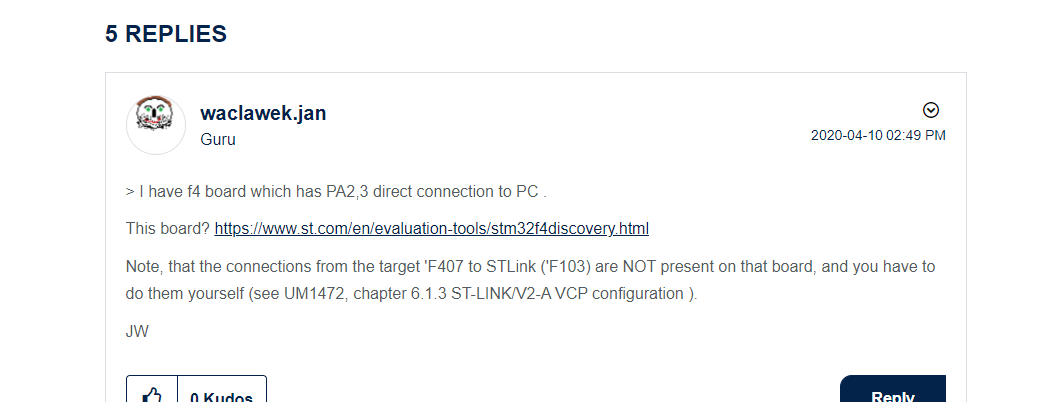 5 REPLIES
waclawek.jan
Guru
2020-04-10 02:49 PM
> I have f4 board which has PA2,3 direct connection to PC .
This board? https://www.st.com/en/evaluation-tools/stm32f4discovery.html
Note, that the connections from the target 'F407 to STLink ('F103) are NOT present on that board, and you have to
do them yourself (see UM1472, chapter 6.1.3 ST-LINK/V2-A VCP configuration ).
JW
0 Kudos
Reply